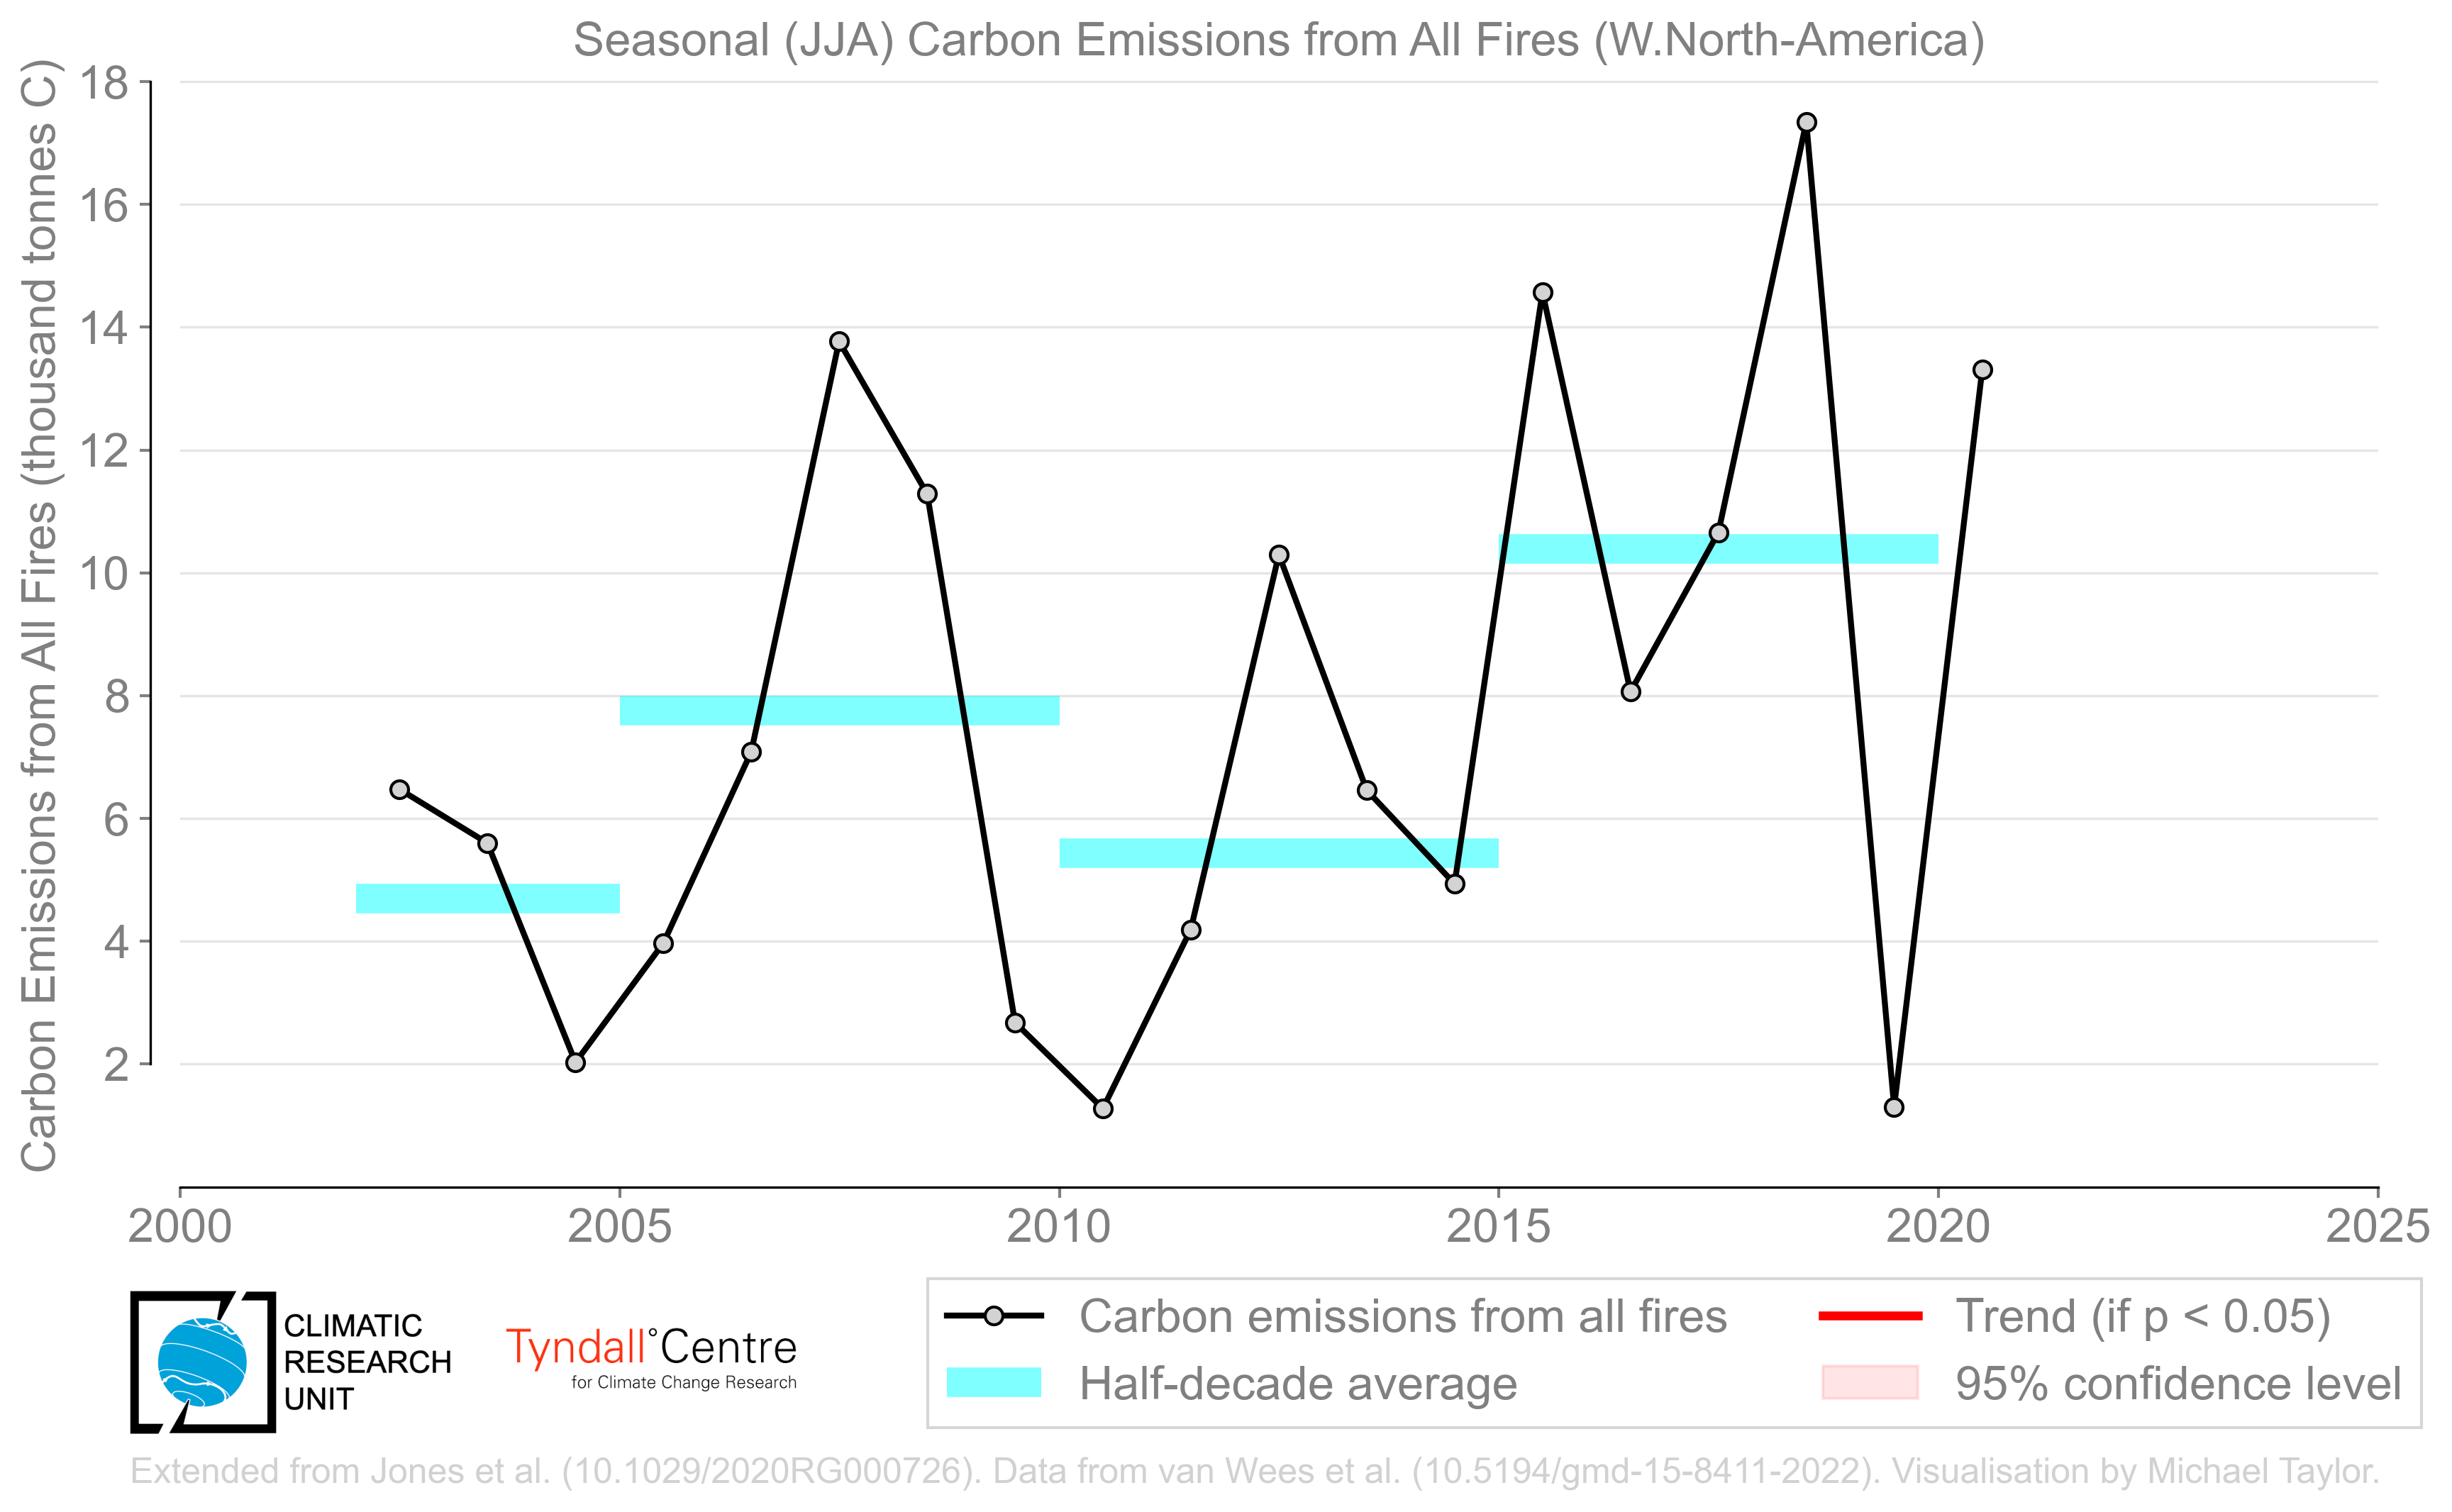 Seasonal (JJA) Carbon Emissions from All Fires (W.North-America)
Carbon Emissions from All Fires (thousand tonnes C)
18
16
14
12
10
8
6
4
2
2000 2005 2010 2015 2020 2025
CLIMATIC
RESEARCH
UNIT
Tyndall°Centre
for Climate Change Research
Carbon emissions from all fires
Half-decade average
Trend (if p < 0.05)
95% confidence level
Extended from Jones et al. (10.1029/2020RG000726). Data from van Wees et al. (10.5194/gmd-15-8411-2022). Visualisation by Michael Taylor.